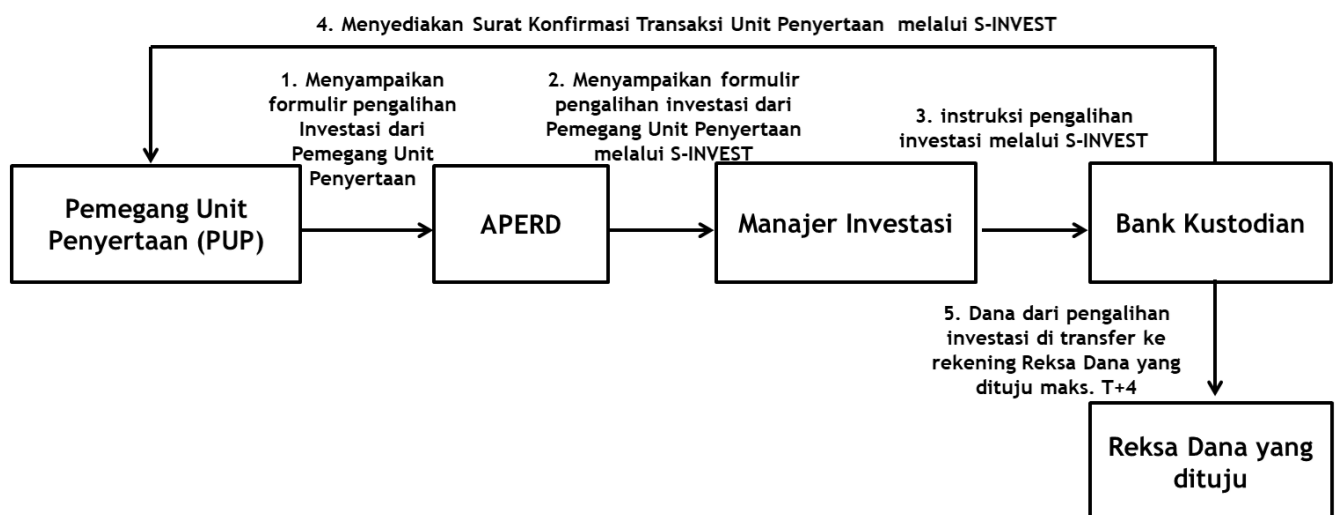 4. Menyediakan Surat Konfirmasi Transaksi Unit Penyertaan melalui S-INVEST
1. Menyampaikan
formulir pengalihan
Investasi dari
Pemegang Unit
Penyertaan
2. Menyampaikan formulir
pengalihan investasi dari
Pemegang Unit Penyertaan
melalui S-INVEST
3. instruksi pengalihan
investasi melalui S-INVEST
Pemegang Unit
Penyertaan (PUP)
APERD
Manajer Investasi
Bank Kustodian
5. Dana dari pengalihan
investasi di transfer ke
rekening Reksa Dana yang
dituju maks. T+4
Reksa Dana yang
dituju